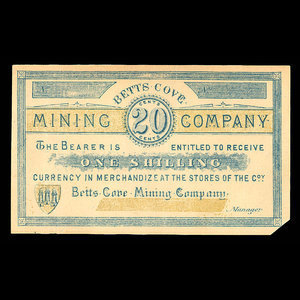 BETTS COVE
MINING 20 COMPANY
CENTS
CENTS
THE BEARER IS ENTITLED TO RECEIVE
ONE SHILLING
CURRENCY IN MERCHANDIZE AT THE STORES OF THE COY
Betts Cove Mining Company
Manager